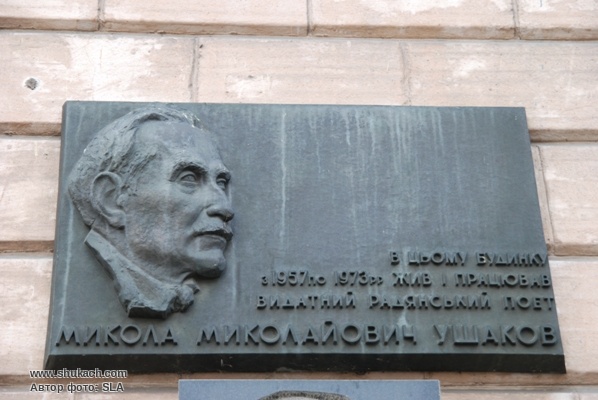 В ЦЬОМУ БУДИНКУ
з 1957 по 1973 рр ЖИВ І ПРАЦЮВАВ
ВИДАТНИЙ РАДЯНСЬКИЙ ПОЕТ
МИКОЛА МИКОЛАЙОВИЧ УШАКОВ
www.shukach.com
Автор фото: SLA